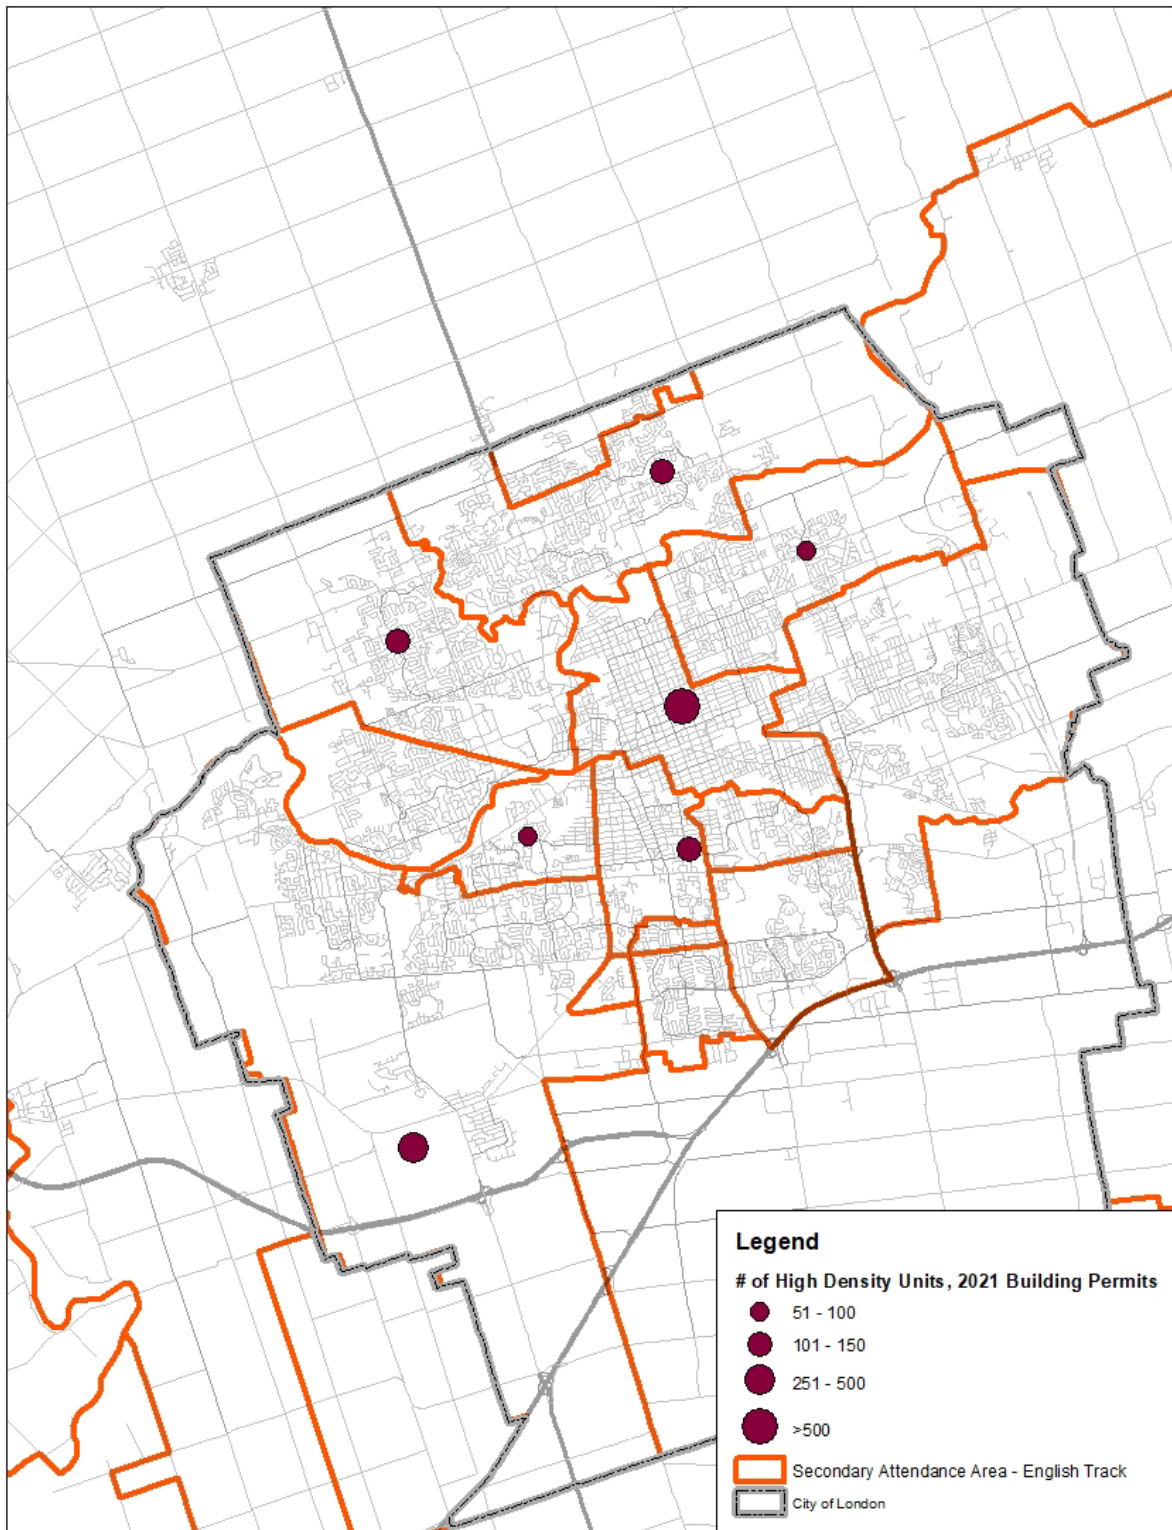 Legend
# of High Density Units, 2021 Building Permits
51 - 100
101 - 150
251 - 500
>500
Secondary Attendance Area - English Track
City of London